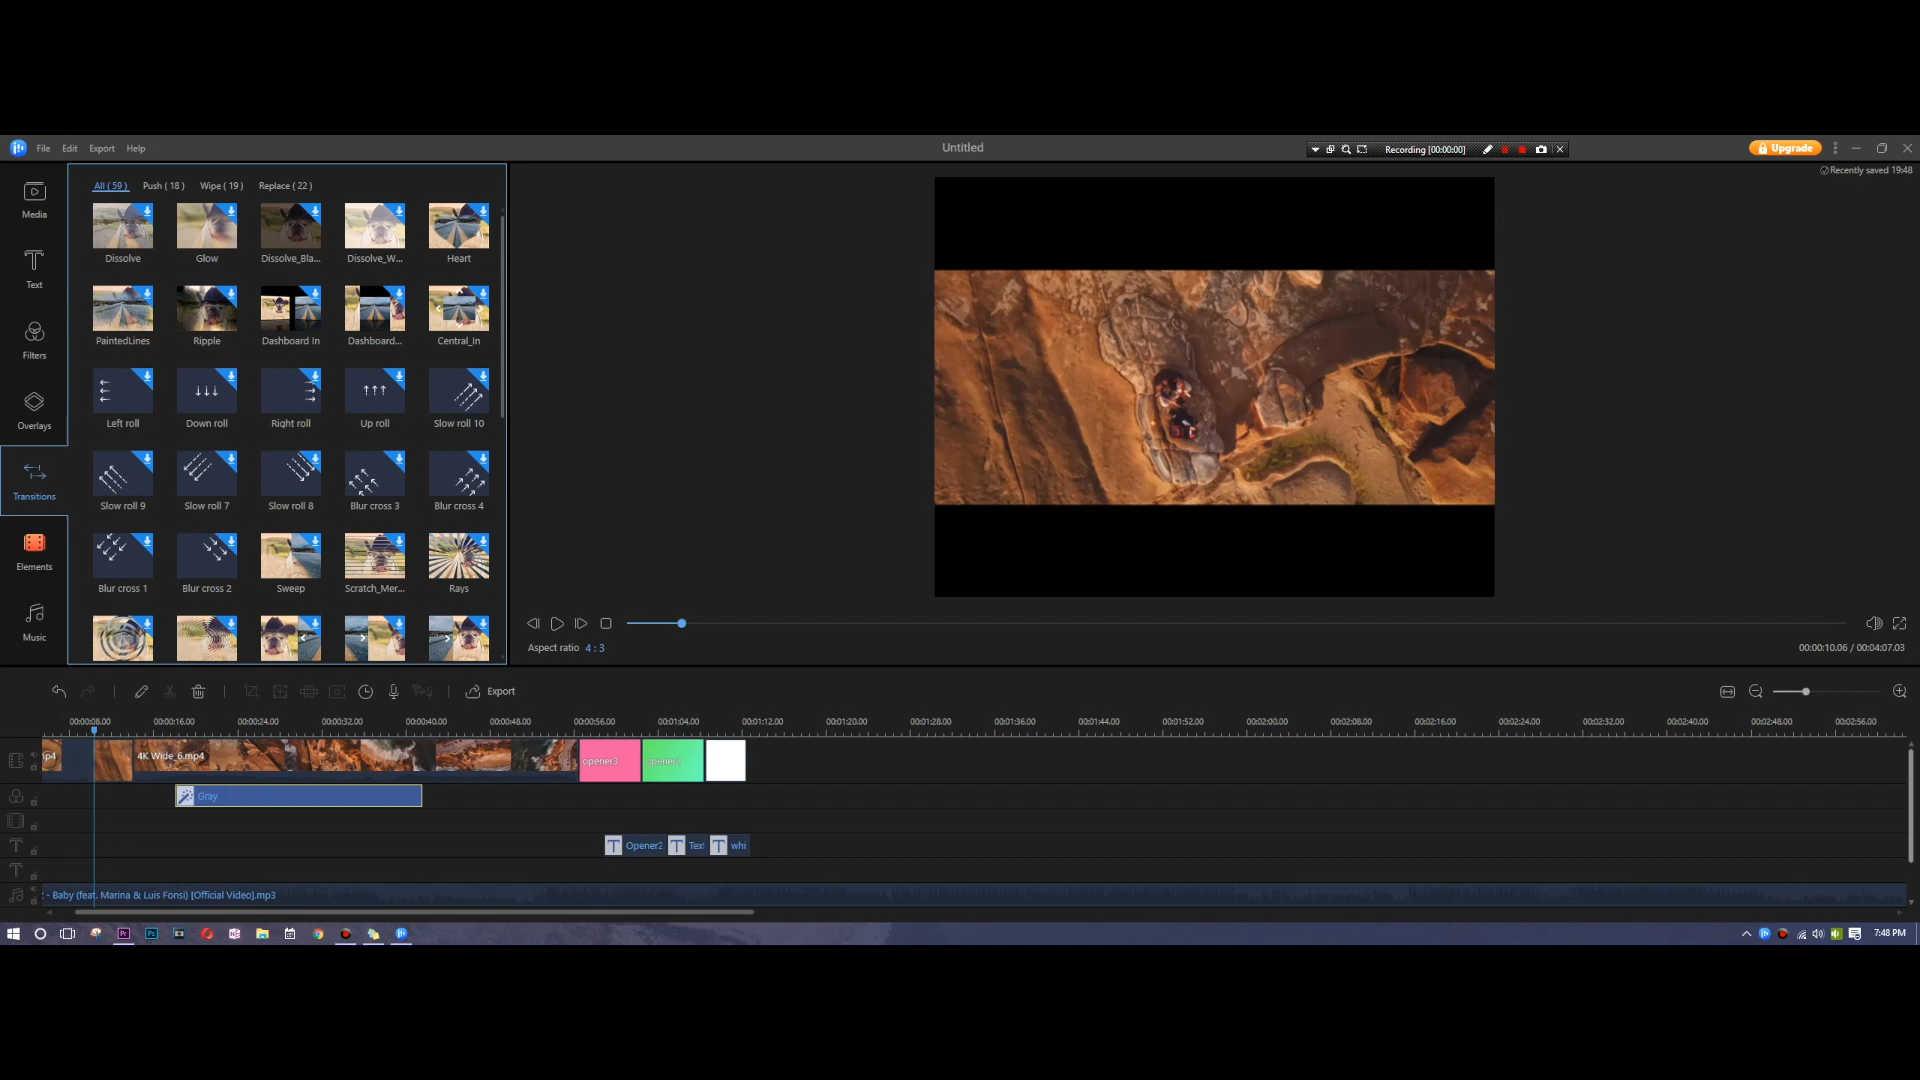 File Edit Export Help
Untitled
Recording [00:00:00]
Upgrade
Recently saved 19:48
Media
Text
Filters
Overlays
Transitions
Elements
Music
All ( 59 ) Push ( 18 ) Wipe ( 19 ) Replace ( 22 )
Dissolve Glow Dissolve_Bla... Dissolve_W... Heart
PaintedLines Ripple Dashboard In Dashboard... Central_In
Left roll Down roll Right roll Up roll Slow roll 10
Slow roll 9 Slow roll 7 Slow roll 8 Blur cross 3 Blur cross 4
Blur cross 1 Blur cross 2 Sweep Scratch_Mer... Rays
Aspect ratio 4 : 3
00:00:10.06 / 00:04:07.03
Export
00:00:08.00 00:00:16.00 00:00:24.00 00:00:32.00 00:00:40.00 00:00:48.00 00:00:56.00 00:01:04.00 00:01:12.00 00:01:20.00 00:01:28.00 00:01:36.00 00:01:44.00 00:01:52.00 00:02:00.00 00:02:08.00 00:02:16.00 00:02:24.00 00:02:32.00 00:02:40.00 00:02:48.00 00:02:56.00
mp4 4K Wide_6.mp4 opener3
Gray
Opener2 Text whi
- Baby (feat. Marina & Luis Fonsi) [Official Video].mp3
Pr Ps
7:48 PM